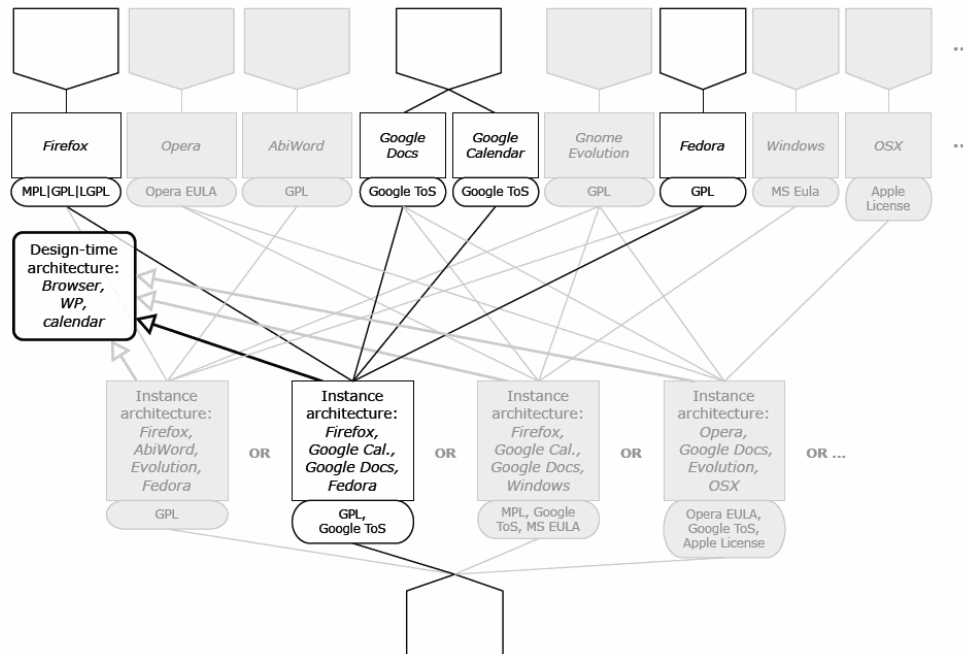 ...
Firefox
Opera
AbiWord
Google
Docs
Google
Calendar
Gnome
Evolution
Fedora
Windows
OSX
...
MPL|GPL|LGPL
Opera EULA
GPL
Google ToS
Google ToS
GPL
GPL
MS Eula
Apple
License
Design-time
architecture:
Browser,
WP,
calendar
Instance
architecture:
Firefox,
AbiWord,
Evolution,
Fedora
GPL
OR
Instance
architecture:
Firefox,
Google Cal.,
Google Docs,
Fedora
GPL,
Google ToS
OR
Instance
architecture:
Firefox,
Google Cal.,
Google Docs,
Windows
MPL, Google
ToS, MS EULA
OR
Instance
architecture:
Opera,
Google Docs,
Evolution,
OSX
Opera EULA,
Google ToS,
Apple License
OR ...